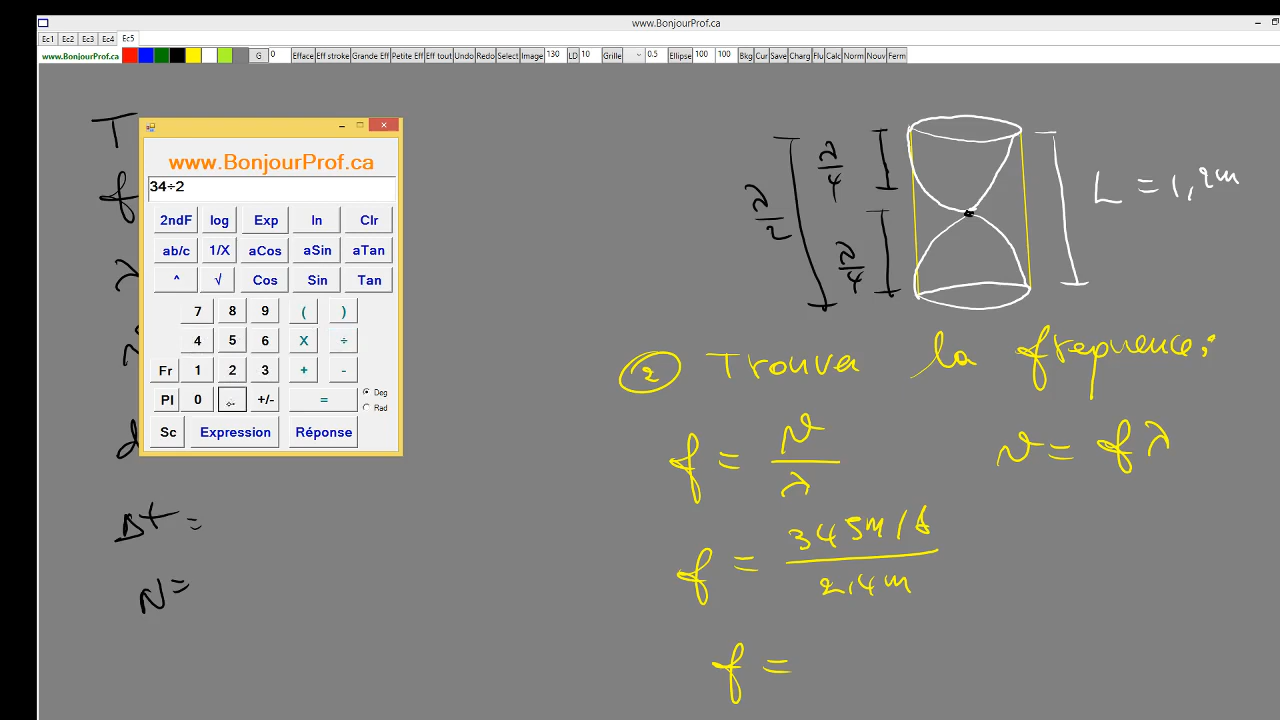 www.BonjourProf.ca
Ec1 Ec2 Ec3 Ec4 Ec5
www.BonjourProf.ca G 0 Efface Eff stroke Grande Eff Petite Eff Eff tout Undo Redo Select Image 130 LD 10 Grille 0.5 Ellipse 100 100 Bkg Cur Save Charg Flu Calc Norm Nouv Ferm
T
f
λ
www.BonjourProf.ca
34÷2
2ndF log Exp ln Clr
ab/c 1/X aCos aSin aTan
^ √ Cos Sin Tan
7 8 9 ( )
4 5 6 X ÷
Fr 1 2 3 + -
PI 0 . +/- = Deg
Rad
Sc Expression Réponse
d
Δt =
N=
λ/2
λ/4
λ/4
L = 1,2m
② Trouver la frequence:
f = v/λ
v = f λ
f = 345m/s / 2,4m
f =